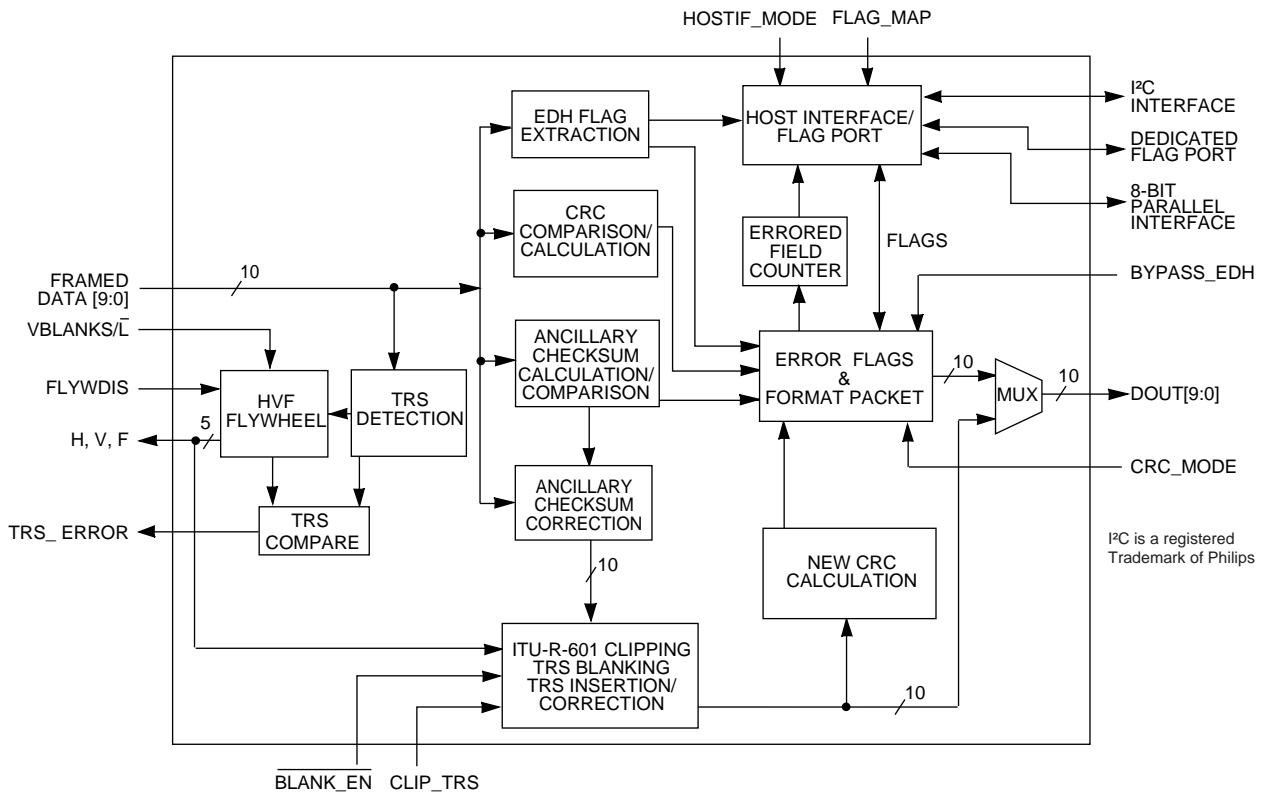 HOSTIF_MODE
FLAG_MAP
EDH FLAG
EXTRACTION
HOST INTERFACE/
FLAG PORT
I²C
INTERFACE
DEDICATED
FLAG PORT
8-BIT
PARALLEL
INTERFACE
CRC
COMPARISON/
CALCULATION
ERRORED
FIELD
COUNTER
FLAGS
FRAMED
DATA [9:0]
10
BYPASS_EDH
VBLANKS/L̅
ANCILLARY
CHECKSUM
CALCULATION/
COMPARISON
ERROR FLAGS
&
FORMAT PACKET
10
MUX
10
DOUT[9:0]
FLYWDIS
HVF
FLYWHEEL
TRS
DETECTION
5
H, V, F
CRC_MODE
ANCILLARY
CHECKSUM
CORRECTION
TRS_ ERROR
TRS
COMPARE
I²C is a registered
Trademark of Philips
10
NEW CRC
CALCULATION
ITU-R-601 CLIPPING
TRS BLANKING
TRS INSERTION/
CORRECTION
10
B̅L̅A̅N̅K̅_̅E̅N̅
CLIP_TRS